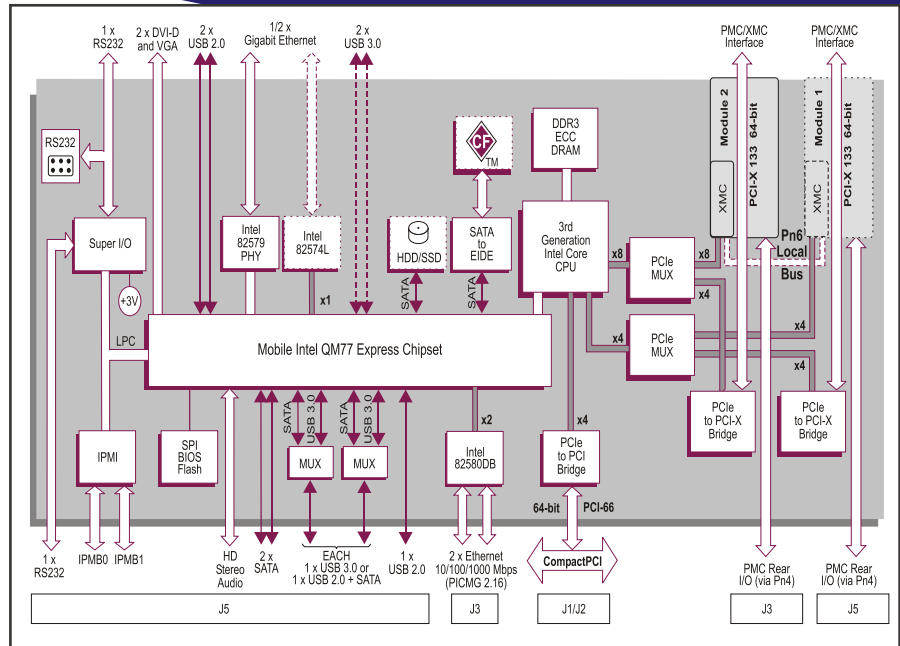 1 x
RS232
2 x DVI-D
and VGA
2 x
USB 2.0
1/2 x
Gigabit Ethernet
2 x
USB 3.0
PMC/XMC
Interface
PMC/XMC
Interface
RS232
CF
TM
DDR3
ECC
DRAM
Module 2
PCI-X 133 64-bit
XMC
Module 1
PCI-X 133 64-bit
XMC
Super I/O
+3V
Intel
82579
PHY
Intel
82574L
HDD/SSD
SATA
to
EIDE
3rd
Generation
Intel Core
CPU
x8
PCIe
MUX
x8
x4
Pn6
Local
Bus
x1
SATA
SATA
LPC
Mobile Intel QM77 Express Chipset
x4
PCIe
MUX
x4
x4
SATA
USB 3.0
SATA
USB 3.0
x2
x4
PCIe
to PCI-X
Bridge
PCIe
to PCI-X
Bridge
IPMI
SPI
BIOS
Flash
MUX
MUX
Intel
82580DB
PCIe
to PCI
Bridge
64-bit
PCI-66
1 x
RS232
IPMB0
IPMB1
HD
Stereo
Audio
2 x
SATA
EACH
1 x USB 3.0 or
1 x USB 2.0 + SATA
1 x
USB 2.0
2 x Ethernet
10/100/1000 Mbps
(PICMG 2.16)
CompactPCI
PMC Rear
I/O (via Pn4)
PMC Rear
I/O (via Pn4)
J5
J3
J1/J2
J3
J5